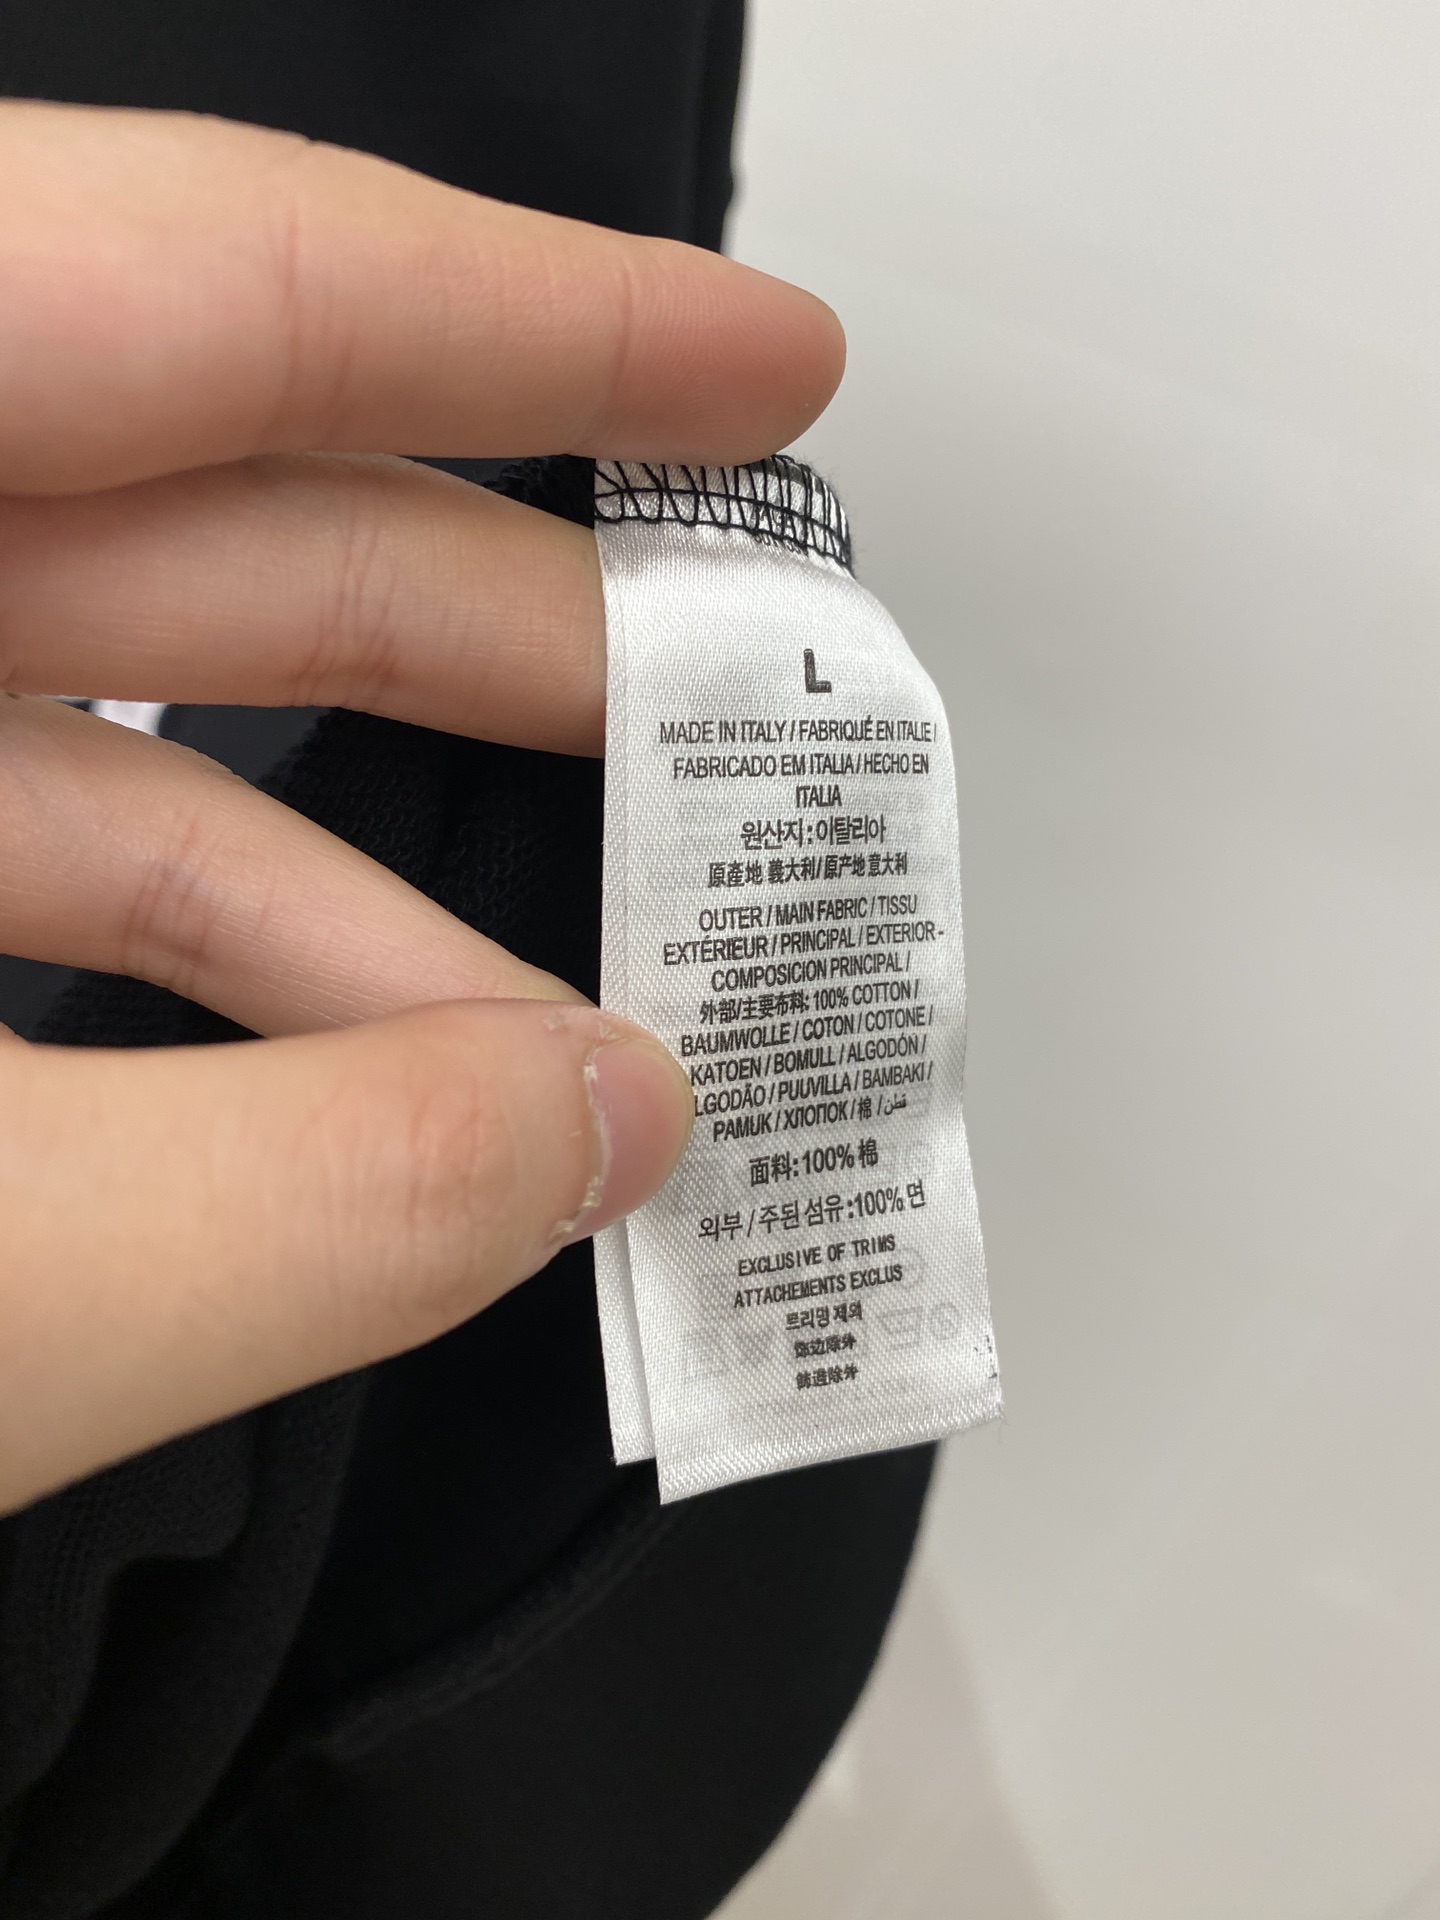 L
MADE IN ITALY / FABRIQUÉ EN ITALIE /
FABRICADO EM ITALIA / HECHO EN
ITALIA
원산지:이탈리아
原產地 義大利/原产地 意大利
OUTER / MAIN FABRIC / TISSU
EXTÉRIEUR / PRINCIPAL / EXTERIOR -
COMPOSICION PRINCIPAL /
外部/主要布料: 100% COTTON /
BAUMWOLLE / COTON / COTONE /
KATOEN / BOMULL / ALGODÓN /
LGODÃO / PUUVILLA / BAMBAKI /
PAMUK / ХЛОПОК / 棉 / قطن
面料:100% 棉
외부 / 주된 섬유:100% 면
EXCLUSIVE OF TRIMS
ATTACHEMENTS EXCLUS
트리밍 제외
饰边除外
飾邊除外